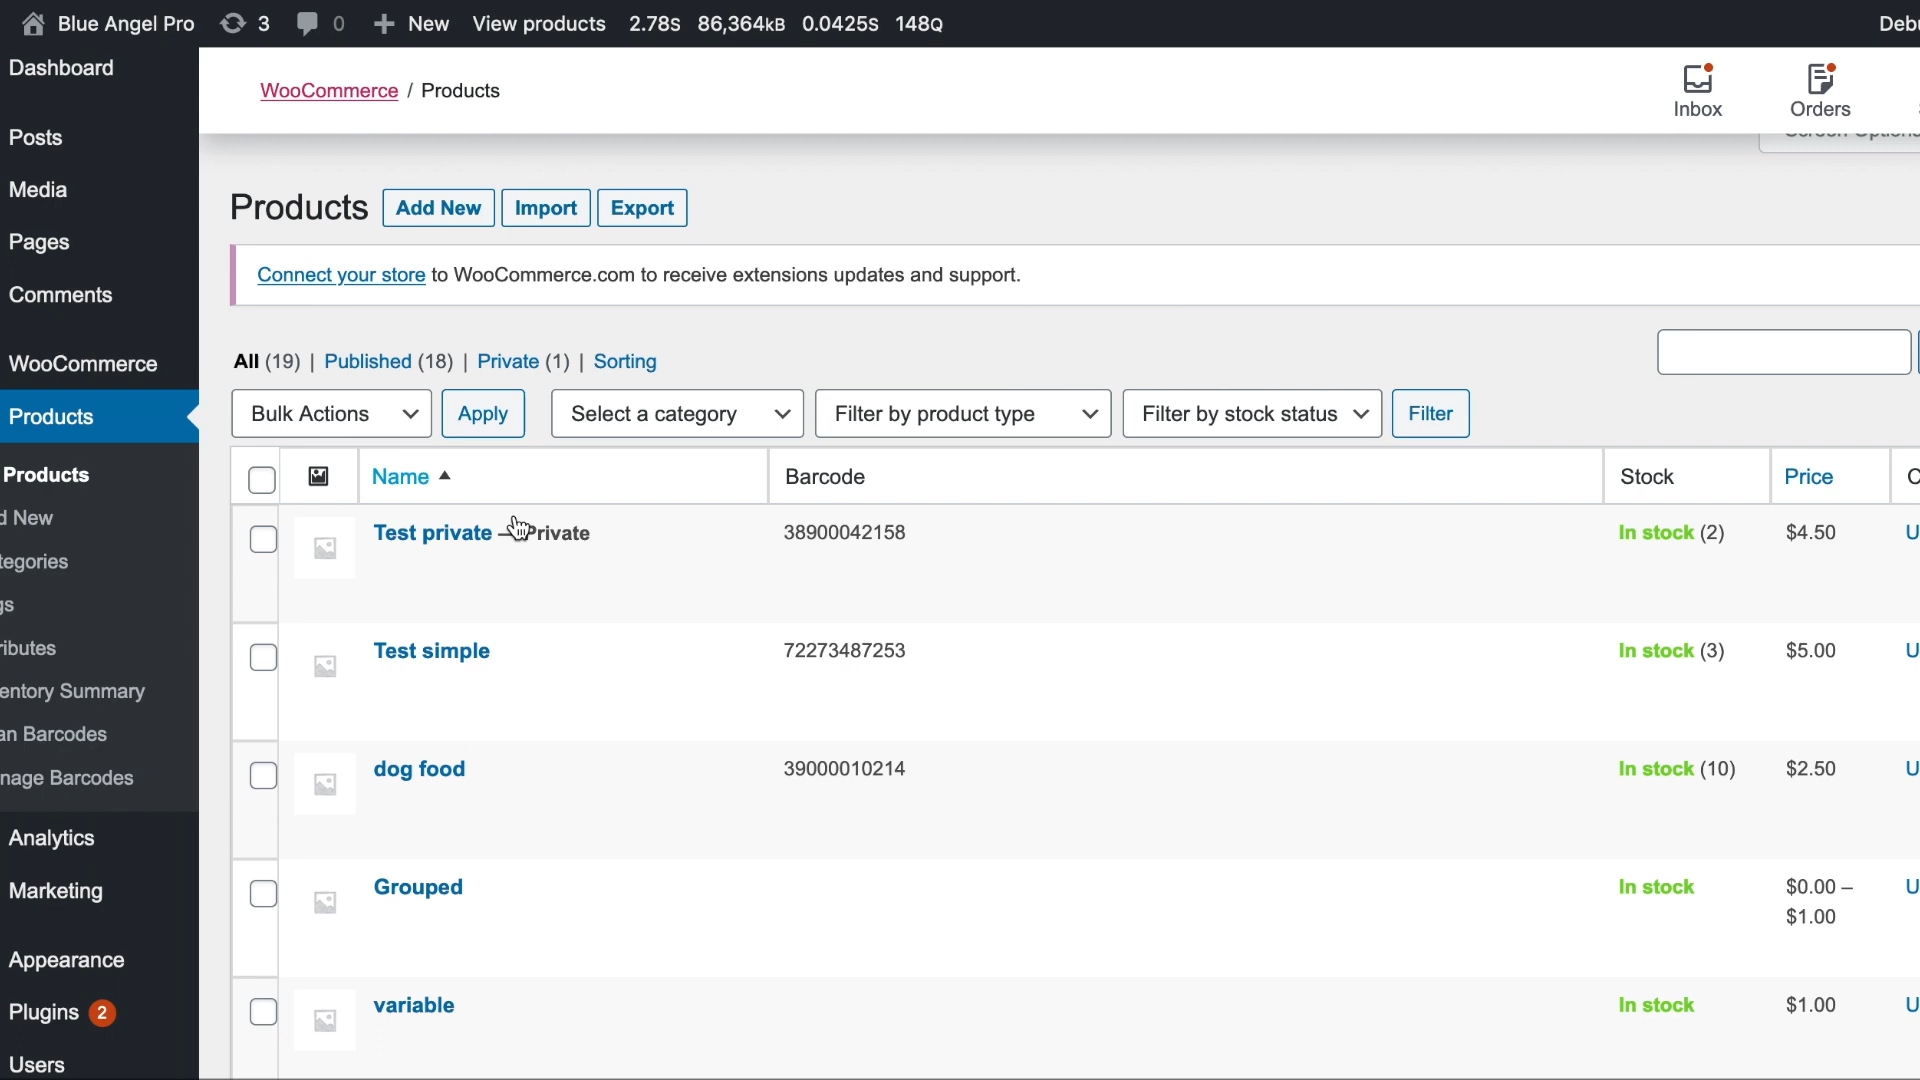 Blue Angel Pro 3 0 New View products 2.78s 86,364kB 0.0425s 148Q
Dashboard
Posts
Media
Pages
Comments
WooCommerce
Products
Products
d New
tegories
gs
ributes
entory Summary
an Barcodes
nage Barcodes
Analytics
Marketing
Appearance
Plugins 2
Users
WooCommerce / Products
Inbox
Orders
Products Add New Import Export
Connect your store to WooCommerce.com to receive extensions updates and support.
All (19) | Published (18) | Private (1) | Sorting
Bulk Actions Apply Select a category Filter by product type Filter by stock status Filter
Name Barcode Stock Price
Test private — Private 38900042158 In stock (2) $4.50
Test simple 72273487253 In stock (3) $5.00
dog food 39000010214 In stock (10) $2.50
Grouped In stock $0.00 –
$1.00
variable In stock $1.00